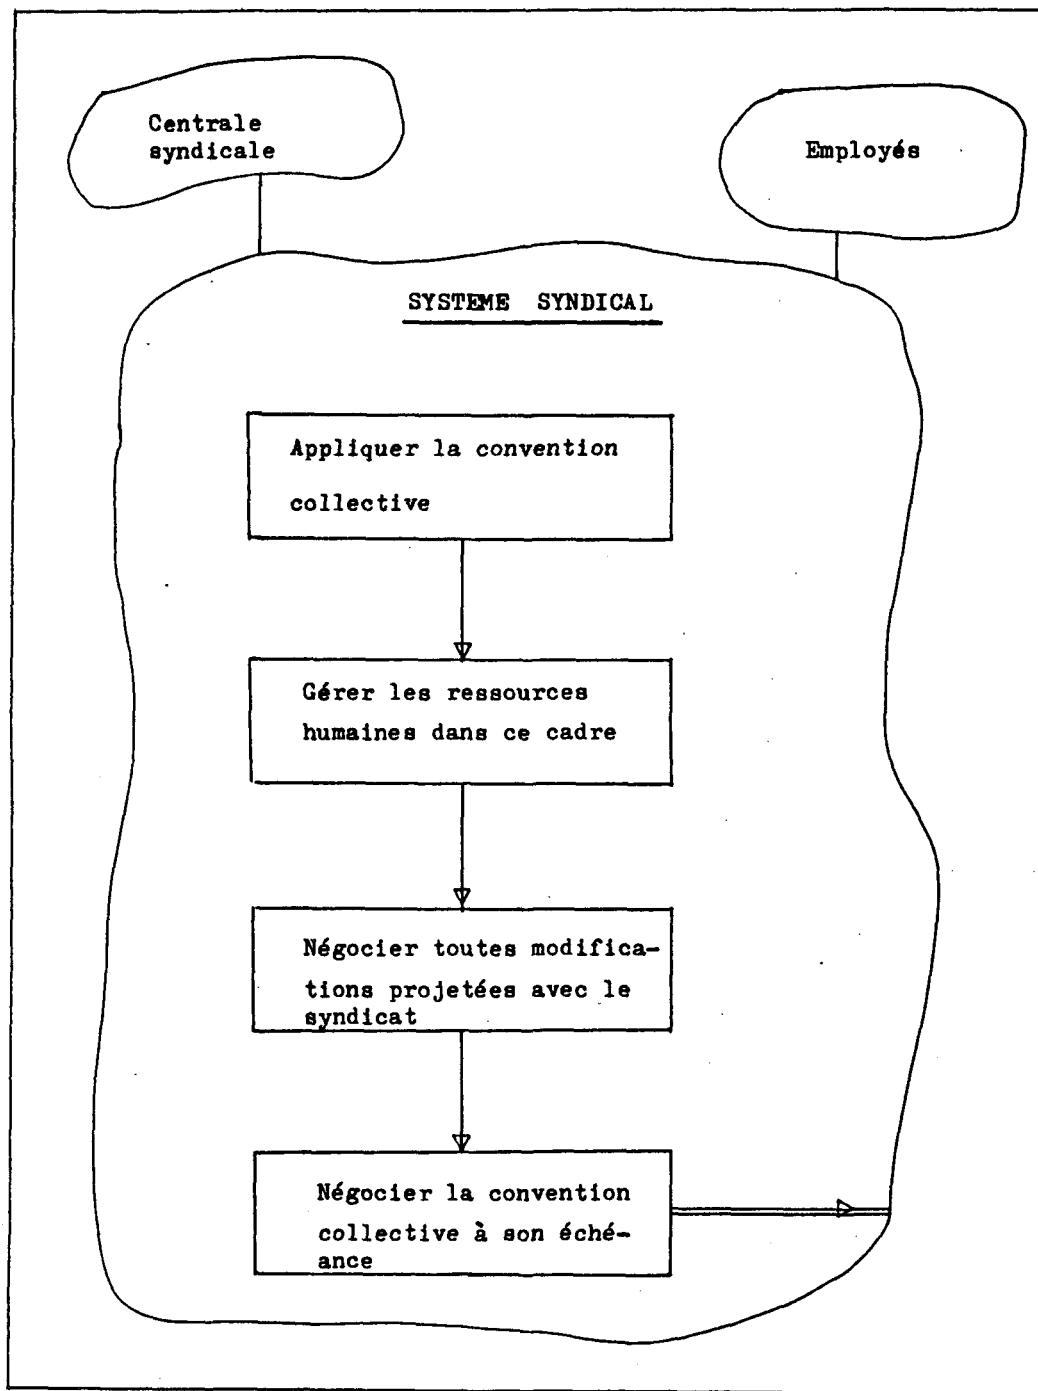 Centrale
syndicale
Employés
SYSTEME SYNDICAL
Appliquer la convention
collective
Gérer les ressources
humaines dans ce cadre
Négocier toutes modifica-
tions projetées avec le
syndicat
Négocier la convention
collective à son éché-
ance